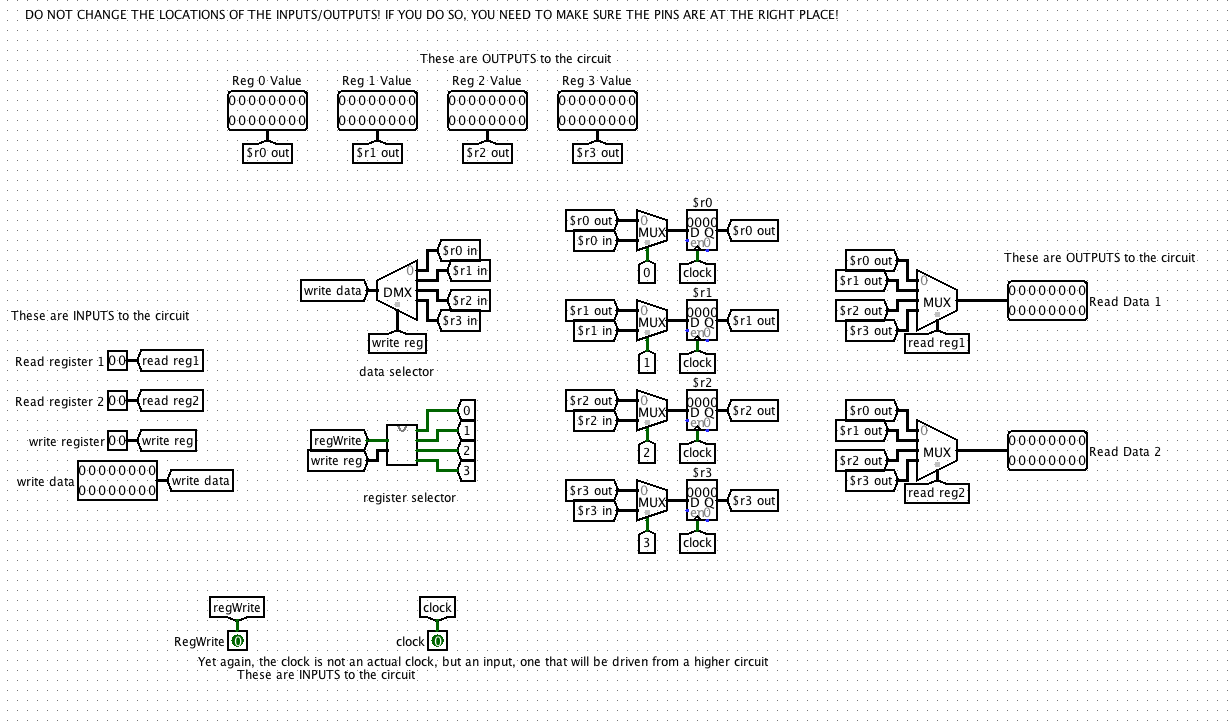 DO NOT CHANGE THE LOCATIONS OF THE INPUTS/OUTPUTS! IF YOU DO SO, YOU NEED TO MAKE SURE THE PINS ARE AT THE RIGHT PLACE!
These are OUTPUTS to the circuit
Reg 0 Value
Reg 1 Value
Reg 2 Value
Reg 3 Value
00000000
00000000
00000000
00000000
00000000
00000000
00000000
00000000
$r0 out
$r1 out
$r2 out
$r3 out
These are INPUTS to the circuit
Read register 1
00
read reg1
Read register 2
00
read reg2
write register
00
write reg
write data
00000000
00000000
write data
write data
DMX
0
$r0 in
$r1 in
$r2 in
$r3 in
write reg
data selector
regWrite
write reg
0
1
2
3
register selector
$r0
$r0 out
$r0 in
0
MUX
0000
D Q
en0
$r0 out
0
clock
$r1
$r1 out
$r1 in
0
MUX
0000
D Q
en0
$r1 out
1
clock
$r2
$r2 out
$r2 in
0
MUX
0000
D Q
en0
$r2 out
2
clock
$r3
$r3 out
$r3 in
0
MUX
0000
D Q
en0
$r3 out
3
clock
These are OUTPUTS to the circuit
$r0 out
$r1 out
$r2 out
$r3 out
0
MUX
read reg1
00000000
00000000
Read Data 1
$r0 out
$r1 out
$r2 out
$r3 out
0
MUX
read reg2
00000000
00000000
Read Data 2
regWrite
RegWrite
0
clock
clock
0
Yet again, the clock is not an actual clock, but an input, one that will be driven from a higher circuit
These are INPUTS to the circuit